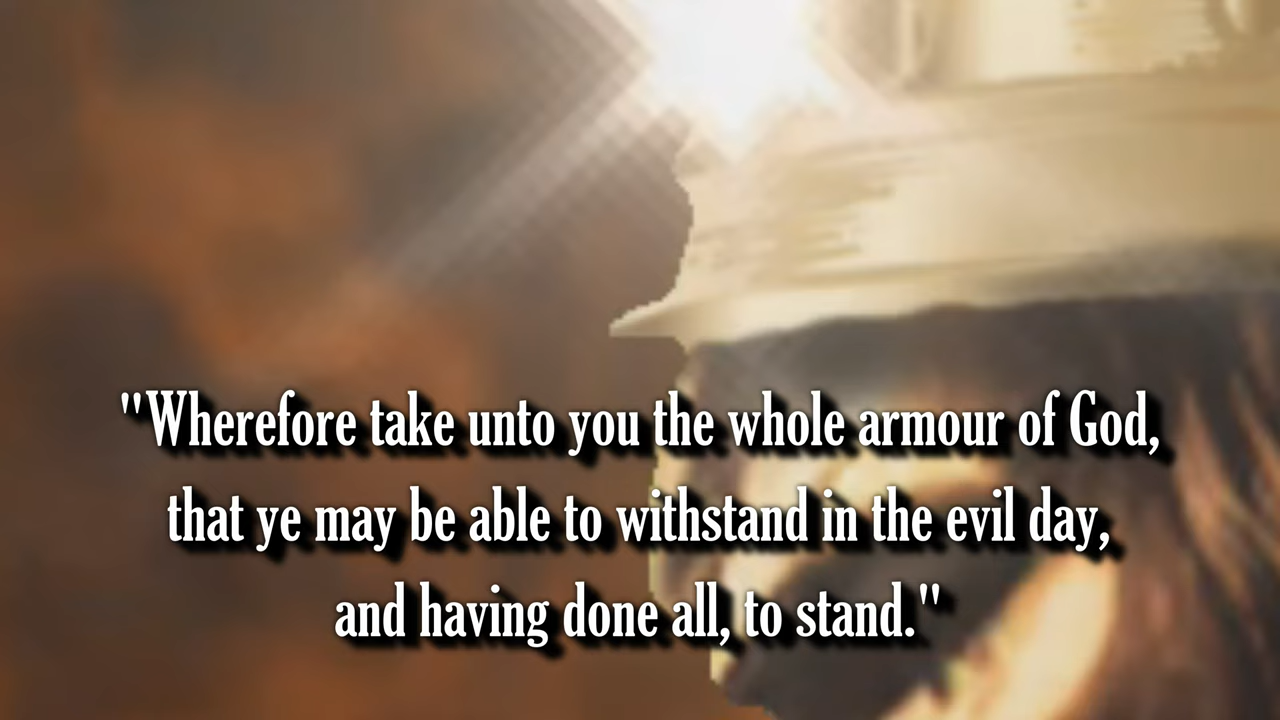 "Wherefore take unto you the whole armour of God,
that ye may be able to withstand in the evil day,
and having done all, to stand."